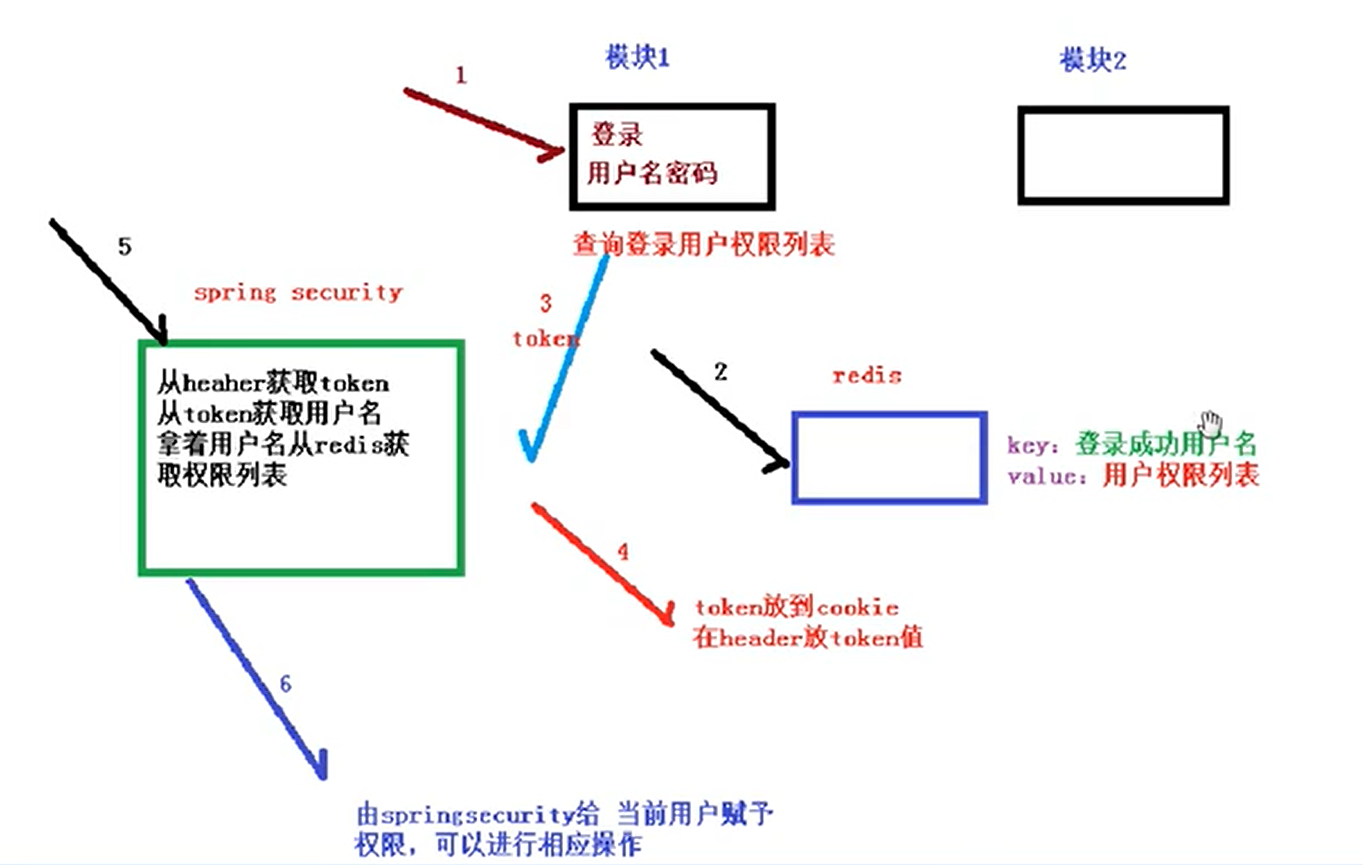 模块1
模块2
1
登录
用户名密码
查询登录用户权限列表
5
spring security
3
token
2
redis
从heaher获取token
从token获取用户名
拿着用户名从redis获
取权限列表
key: 登录成功用户名
value: 用户权限列表
4
token放到cookie
在header放token值
6
由springsecurity给 当前用户赋予
权限，可以进行相应操作